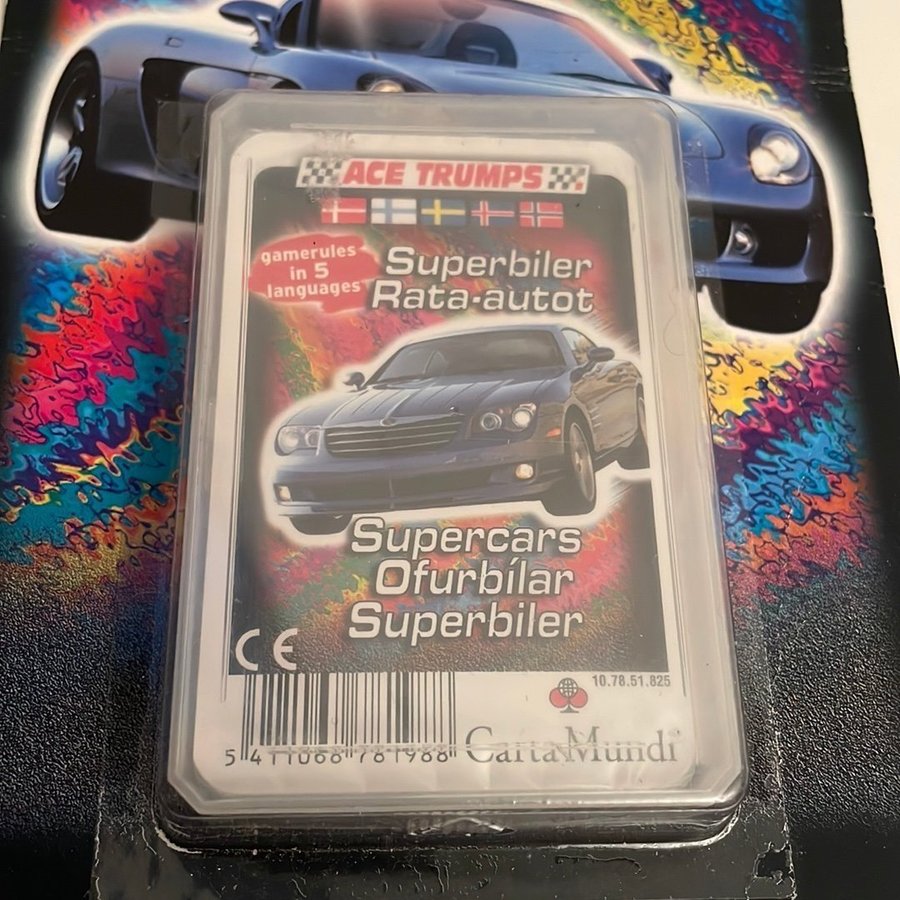 ACE TRUMPS
gamerules
in 5
languages
Superbiler
Rata-autot
Supercars
Ofurbílar
Superbiler
CE
10.78.51.825
5 411068 781988
CartaMundi